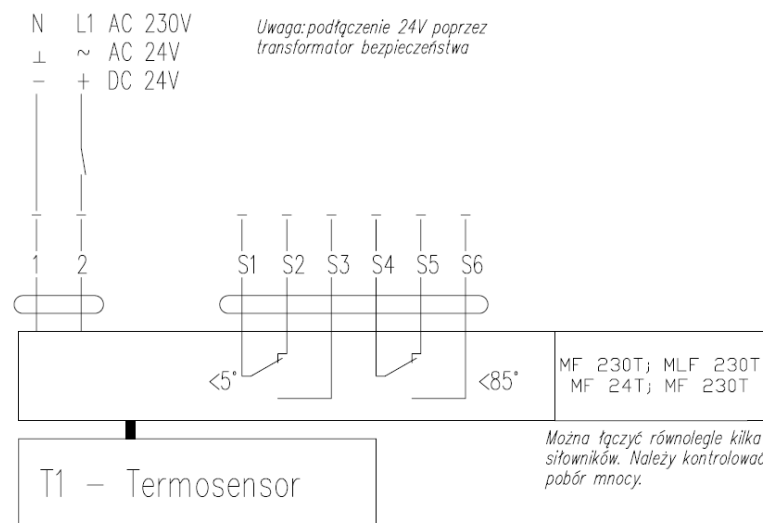 N L1 AC 230V
⊥ ~ AC 24V
− + DC 24V
Uwaga: podłączenie 24V poprzez
transformator bezpieczeństwa
1 2 S1 S2 S3 S4 S5 S6
<5° <85°
MF 230T; MLF 230T
MF 24T; MF 230T
Można łączyć równolegle kilka
siłowników. Należy kontrolować
pobór mnocy.
T1 – Termosensor